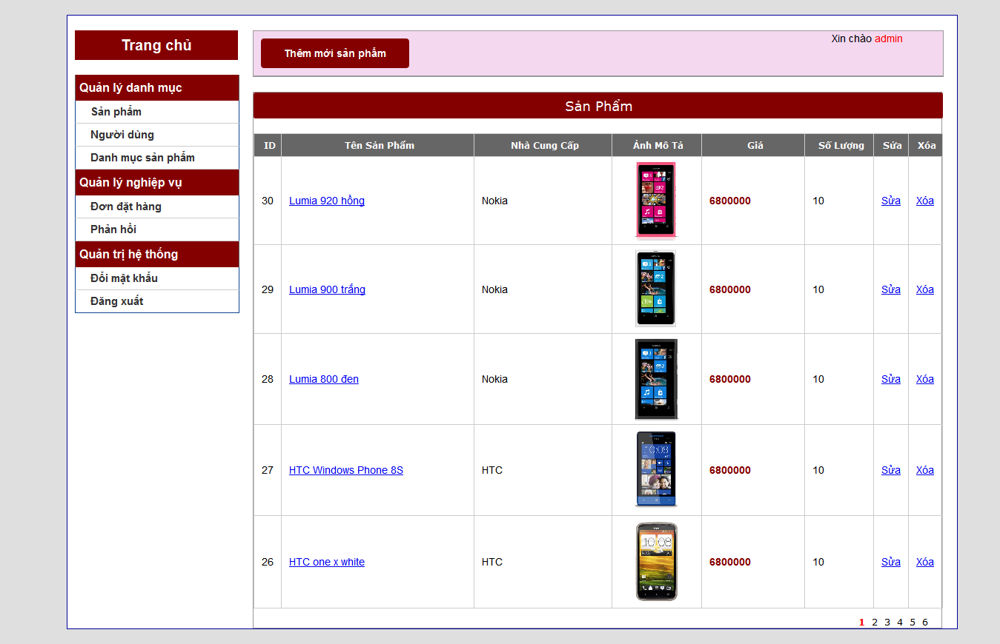 Trang chủ
Quản lý danh mục
Sản phẩm
Người dùng
Danh mục sản phẩm
Quản lý nghiệp vụ
Đơn đặt hàng
Phản hồi
Quản trị hệ thống
Đổi mật khẩu
Đăng xuất
Thêm mới sản phẩm
Xin chào admin
Sản Phẩm
ID Tên Sản Phẩm Nhà Cung Cấp Ảnh Mô Tả Giá Số Lượng Sửa Xóa
30 Lumia 920 hồng Nokia 6800000 10 Sửa Xóa
29 Lumia 900 trắng Nokia 6800000 10 Sửa Xóa
28 Lumia 800 đen Nokia 6800000 10 Sửa Xóa
27 HTC Windows Phone 8S HTC 10:08 6800000 10 Sửa Xóa
26 HTC one x white HTC 10:08 6800000 10 Sửa Xóa
1 2 3 4 5 6